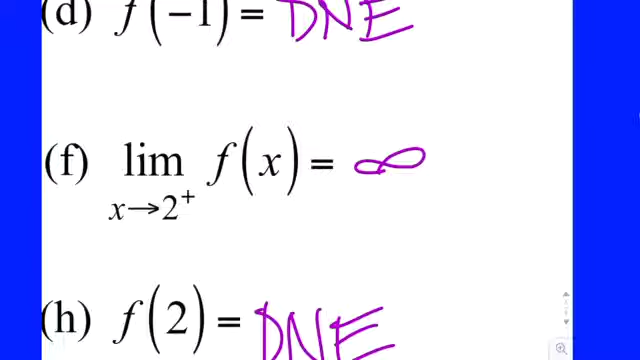 (d) f(−1) = DNE
(f) lim x→2⁺ f(x) = ∞
(h) f(2) = DNE